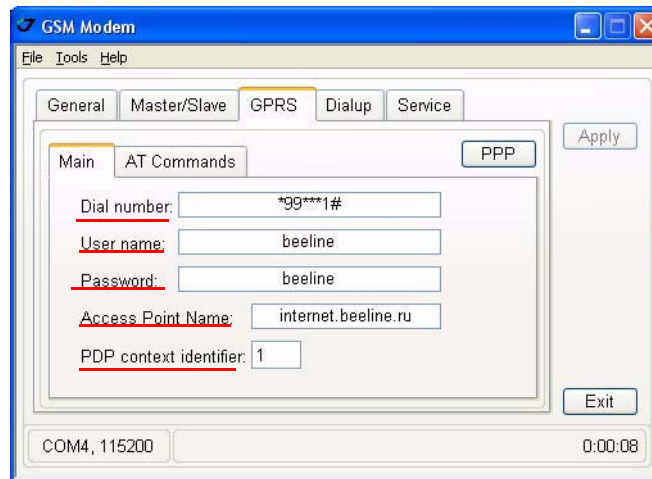 GSM Modem
File Tools Help
General Master/Slave GPRS Dialup Service
Apply
Main AT Commands PPP
Dial number: *99***1#
User name: beeline
Password: beeline
Access Point Name: internet.beeline.ru
PDP context identifier: 1
Exit
COM4, 115200 0:00:08